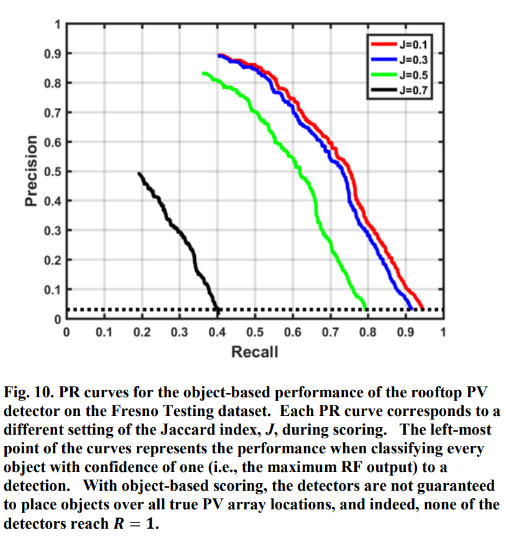 1
0.9
0.8
0.7
0.6
0.5
0.4
0.3
0.2
0.1
0
Precision
J=0.1
J=0.3
J=0.5
J=0.7
0 0.1 0.2 0.3 0.4 0.5 0.6 0.7 0.8 0.9 1
Recall
Fig. 10. PR curves for the object-based performance of the rooftop PV
detector on the Fresno Testing dataset. Each PR curve corresponds to a
different setting of the Jaccard index, J, during scoring. The left-most
point of the curves represents the performance when classifying every
object with confidence of one (i.e., the maximum RF output) to a
detection. With object-based scoring, the detectors are not guaranteed
to place objects over all true PV array locations, and indeed, none of the
detectors reach R = 1.